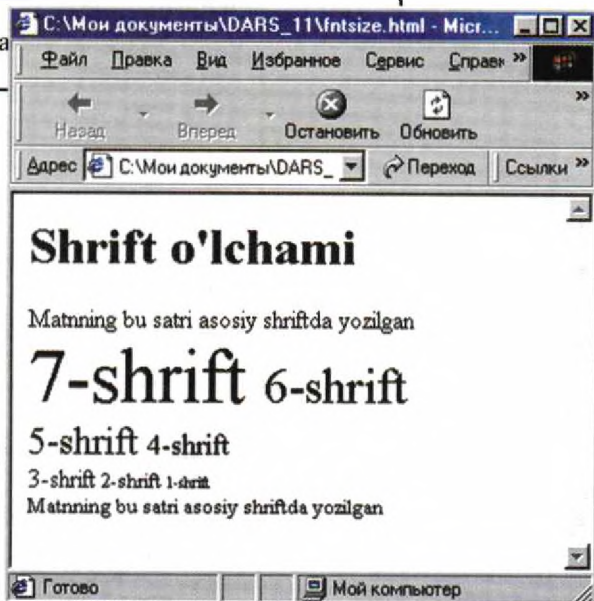 C:\Мои документы\DARS_11\fntsize.html - Micr...
Файл Правка Вид Избранное Сервис Справк »
Назад Вперед Остановить Обновить »
Адрес C:\Мои документы\DARS_ Переход Ссылки »
Shrift o'lchami
Matnning bu satri asosiy shriftda yozilgan
7-shrift 6-shrift
5-shrift 4-shrift
3-shrift 2-shrift 1-shrift
Matnning bu satri asosiy shriftda yozilgan
Готово Мой компьютер